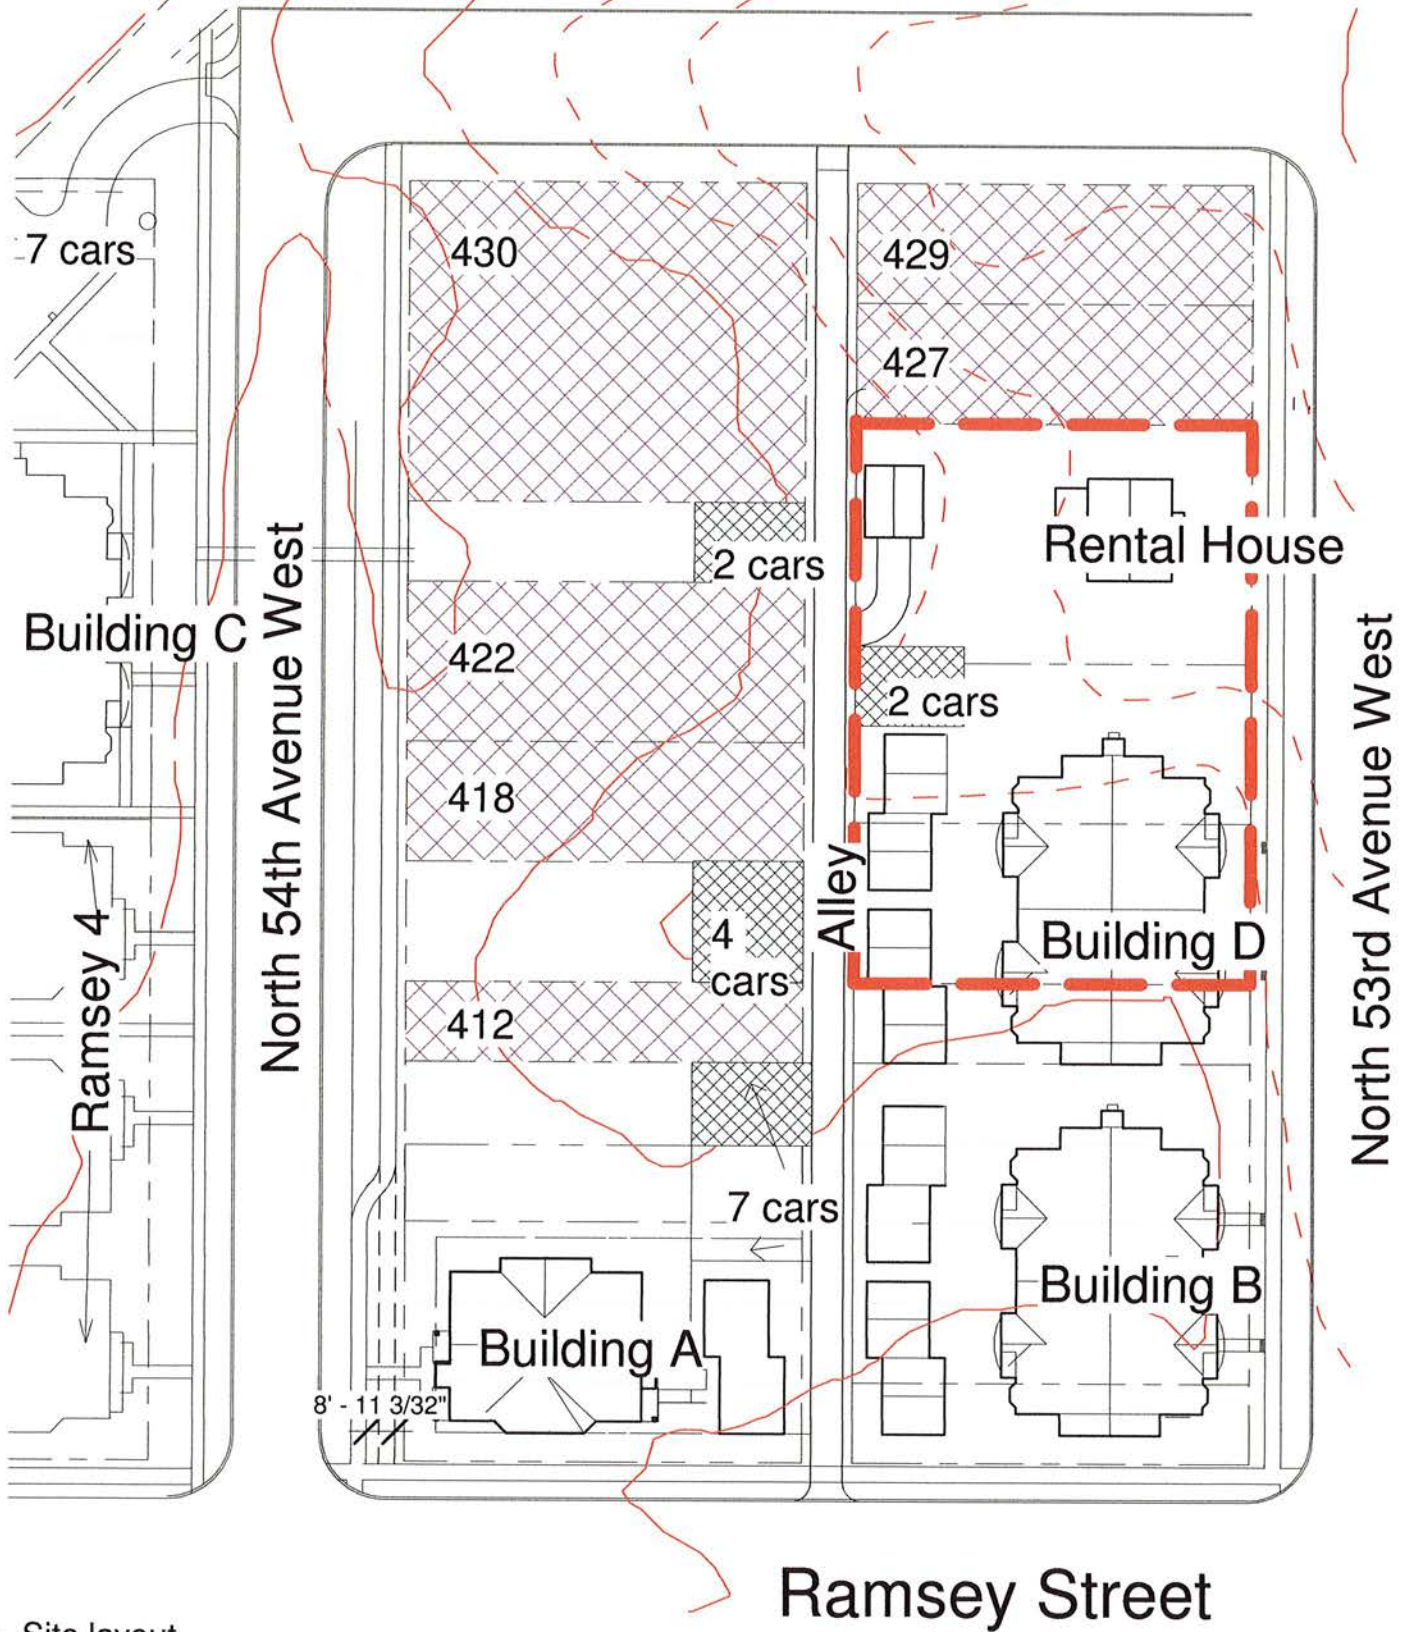 430
429
7 cars
427
Rental House
2 cars
Building C
North 54th Avenue West
422
2 cars
North 53rd Avenue West
418
Alley
4
cars
Building D
Ramsey 4
412
7 cars
Building B
Building A
8' - 11 3/32"
Ramsey Street
Site layout